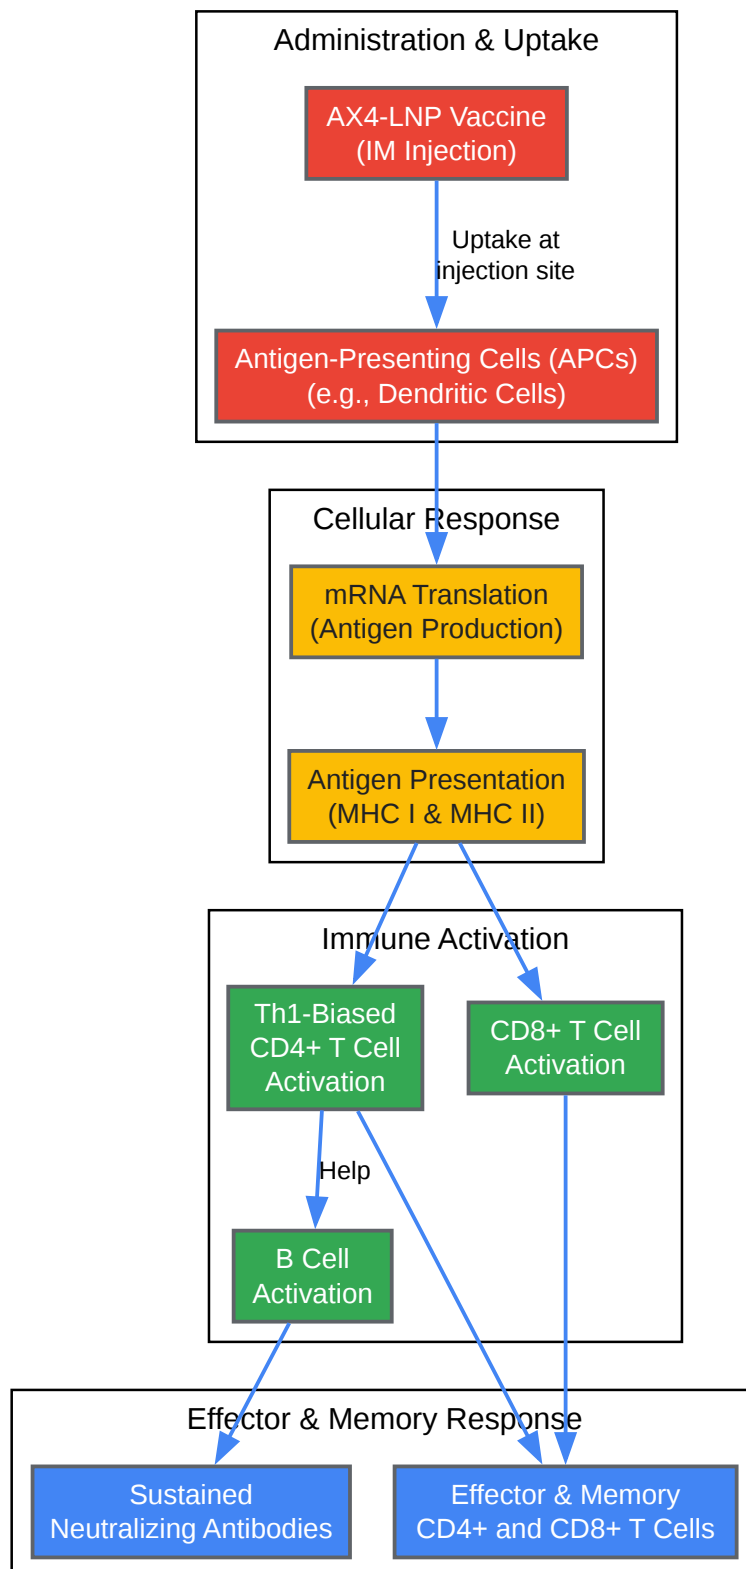 Administration & Uptake
AX4-LNP Vaccine
(IM Injection)
Uptake at
injection site
Antigen-Presenting Cells (APCs)
(e.g., Dendritic Cells)
Cellular Response
mRNA Translation
(Antigen Production)
Antigen Presentation
(MHC I & MHC II)
Immune Activation
Th1-Biased
CD4+ T Cell
Activation
CD8+ T Cell
Activation
Help
B Cell
Activation
Effector & Memory Response
Sustained
Neutralizing Antibodies
Effector & Memory
CD4+ and CD8+ T Cells